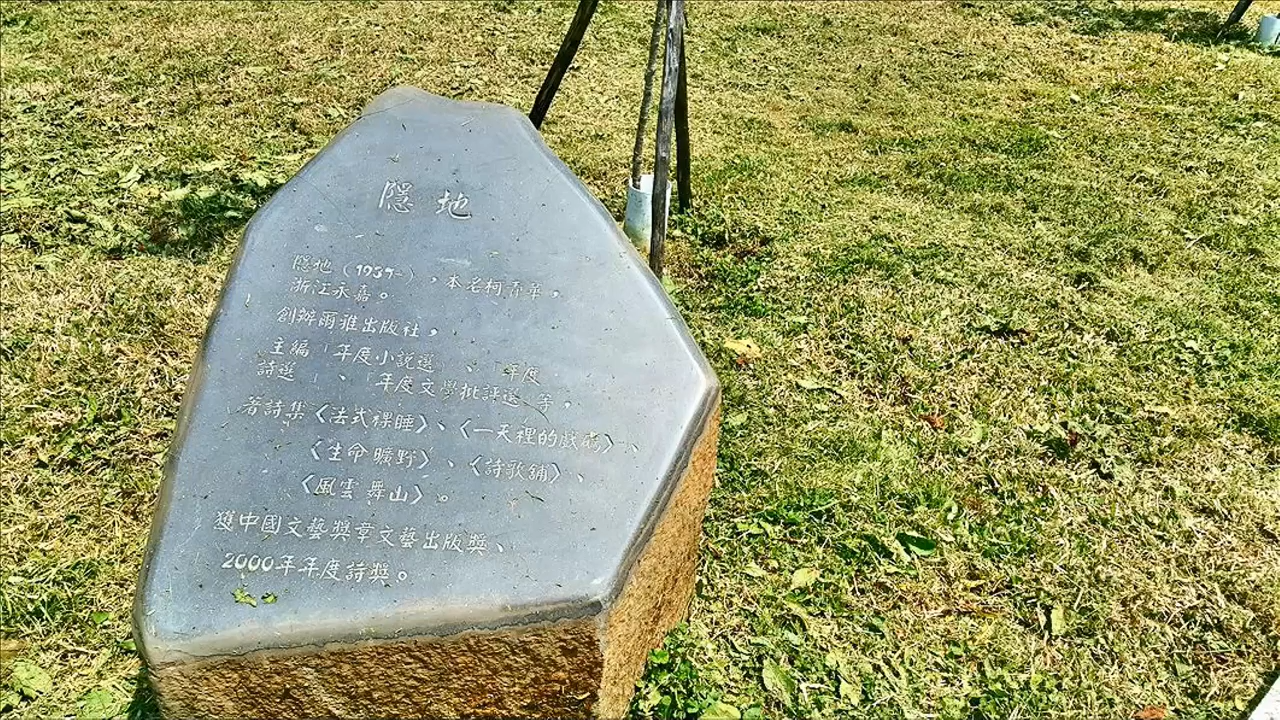 隱地
隱地（1937-），本名柯青華，
浙江永嘉。
創辦爾雅出版社，
主編「年度小說選」、「年度
詩選」、「年度文學批評選」等，
著詩集〈法式裸睡〉、〈一天裡的戲碼〉、
〈生命曠野〉、〈詩歌舖〉、
〈風雲舞山〉。
獲中國文藝獎章文藝出版獎、
2000年年度詩獎。